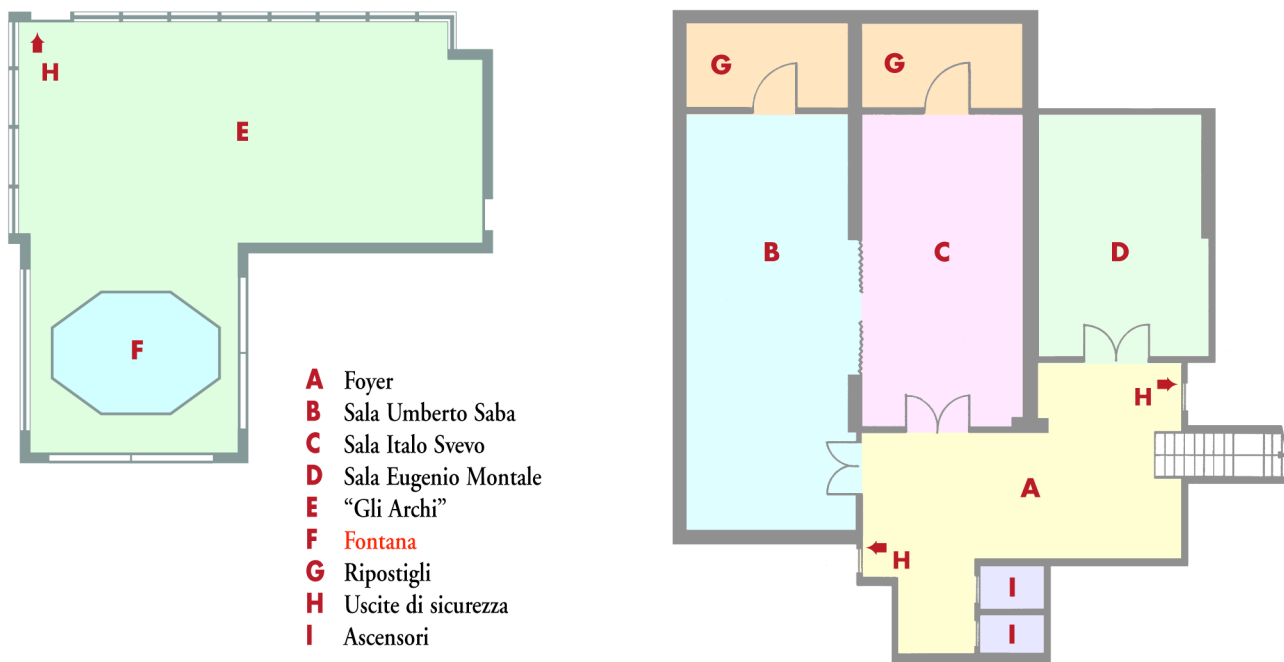 H
E
F
A Foyer
B Sala Umberto Saba
C Sala Italo Svevo
D Sala Eugenio Montale
E “Gli Archi”
F Fontana
G Ripostigli
H Uscite di sicurezza
I Ascensori
G
G
B
C
D
H
A
H
I
I